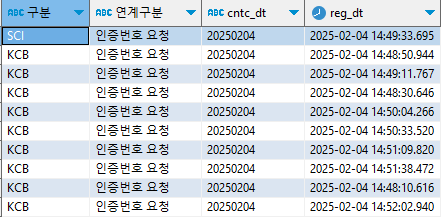 ABC 구분 ABC 연계구분 ABC cntc_dt reg_dt
SCI 인증번호 요청 20250204 2025-02-04 14:49:33.695
KCB 인증번호 요청 20250204 2025-02-04 14:48:50.944
KCB 인증번호 요청 20250204 2025-02-04 14:49:11.767
KCB 인증번호 요청 20250204 2025-02-04 14:48:30.646
KCB 인증번호 요청 20250204 2025-02-04 14:50:04.266
KCB 인증번호 요청 20250204 2025-02-04 14:50:33.520
KCB 인증번호 요청 20250204 2025-02-04 14:51:09.820
KCB 인증번호 요청 20250204 2025-02-04 14:51:38.472
KCB 인증번호 요청 20250204 2025-02-04 14:48:10.616
KCB 인증번호 요청 20250204 2025-02-04 14:52:02.940